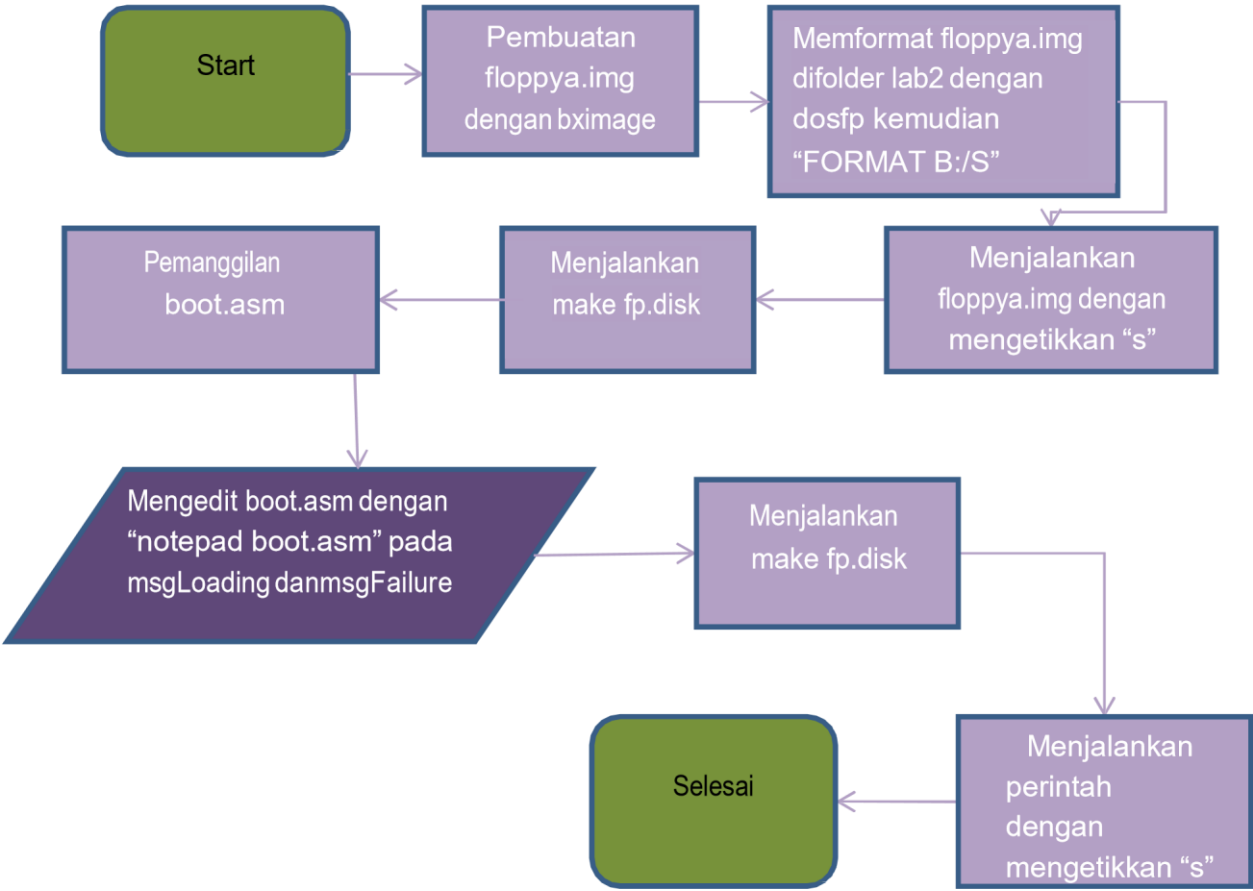 Start
Pembuatan
floppya.img
dengan bximage
Memformat floppya.img
difolder lab2 dengan
dosfp kemudian
“FORMAT B:/S”
Menjalankan
floppya.img dengan
mengetikkan “s”
Menjalankan
make fp.disk
Pemanggilan
boot.asm
Mengedit boot.asm dengan
“notepad boot.asm” pada
msgLoading danmsgFailure
Menjalankan
make fp.disk
Menjalankan
perintah
dengan
mengetikkan “s”
Selesai